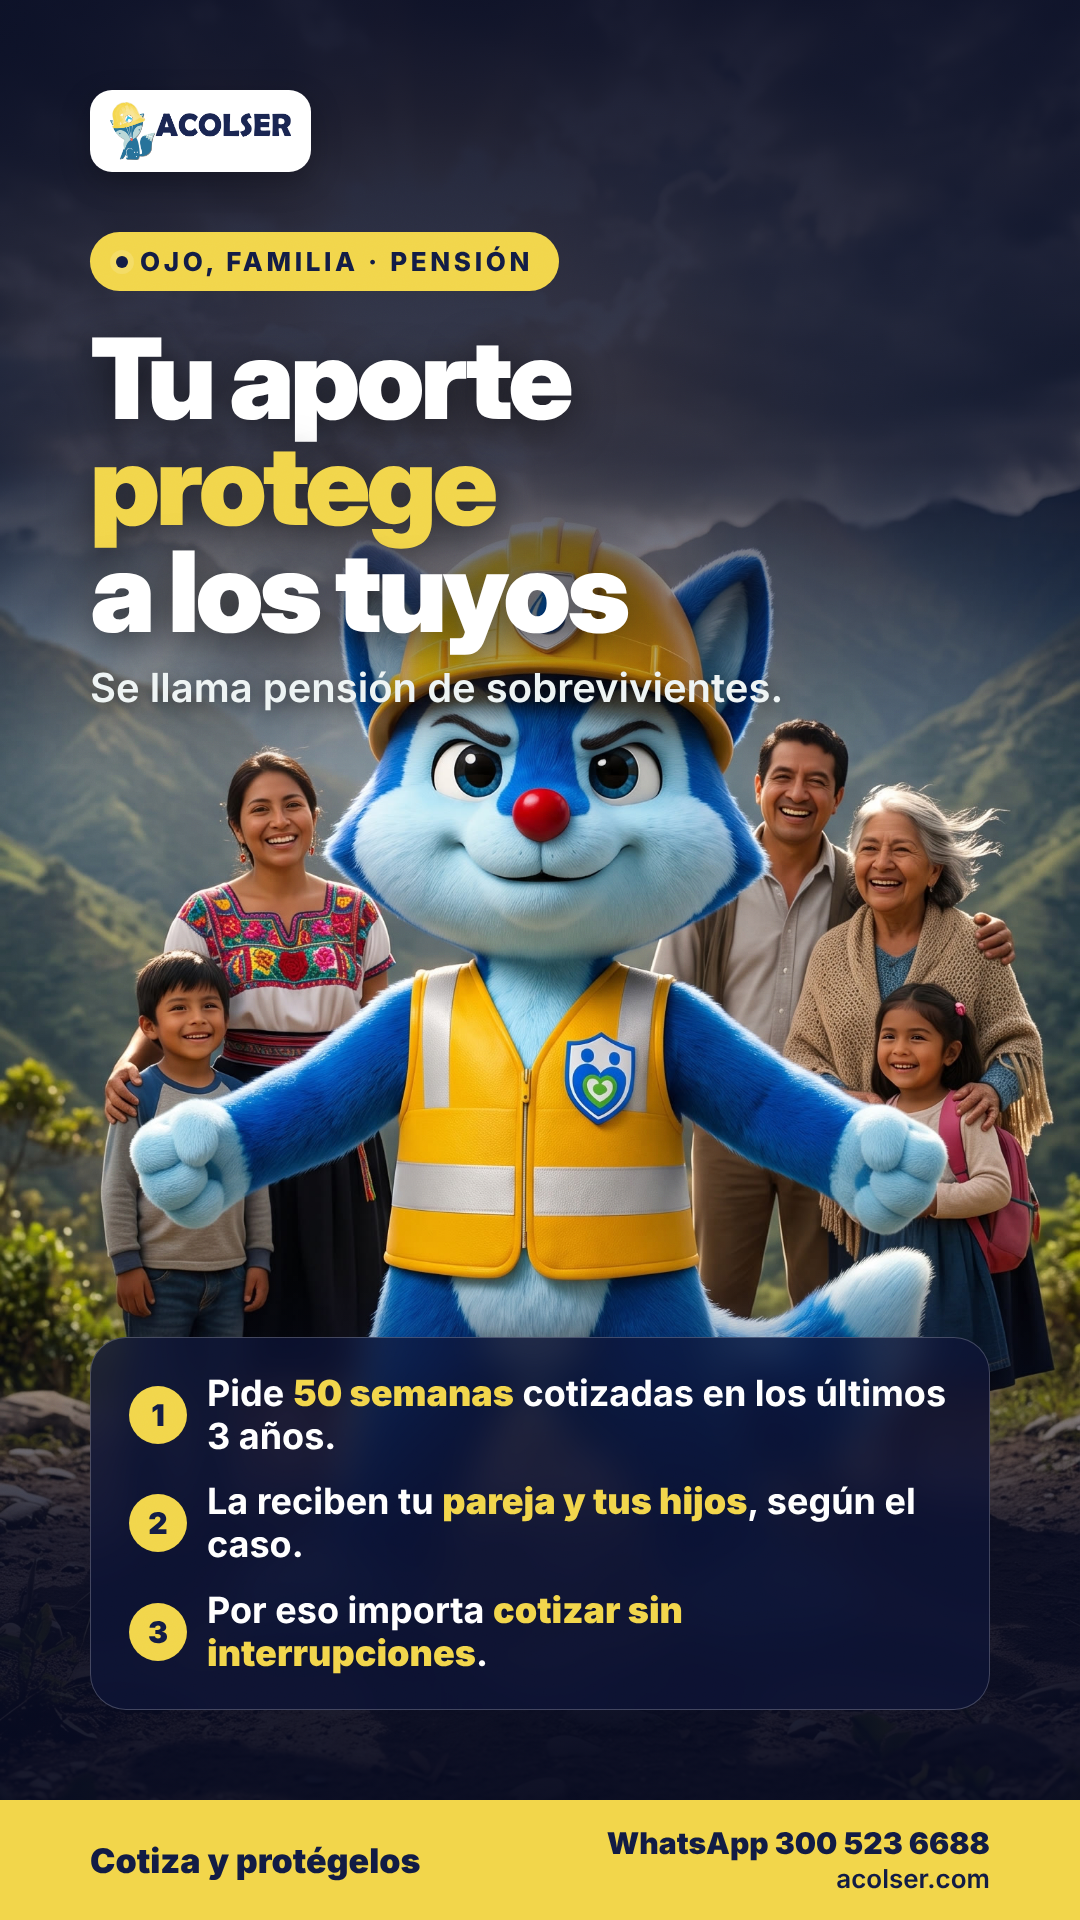 ACOLSER
OJO, FAMILIA · PENSIÓN
Tu aporte
protege
a los tuyos
Se llama pensión de sobrevivientes.
1 Pide 50 semanas cotizadas en los últimos
3 años.
2 La reciben tu pareja y tus hijos, según el
caso.
3 Por eso importa cotizar sin
interrupciones.
Cotiza y protégelos
WhatsApp 300 523 6688
acolser.com